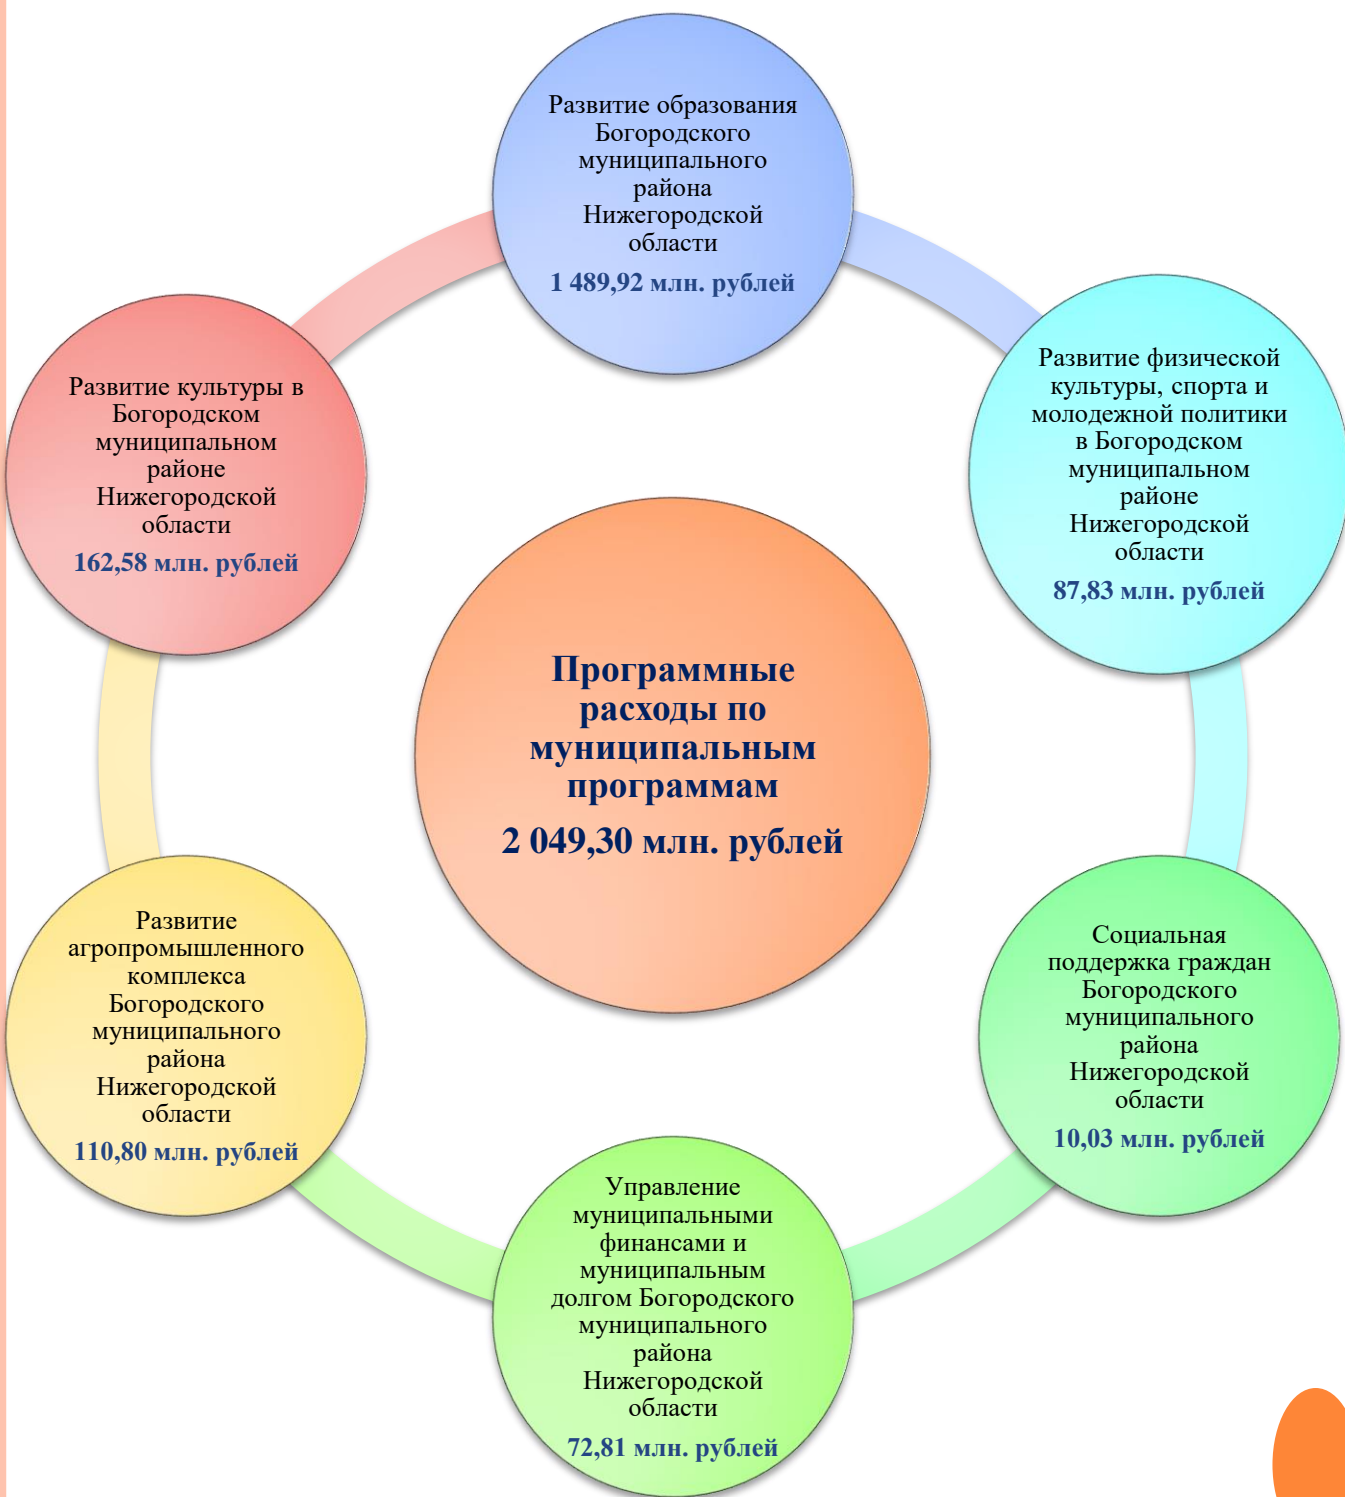 Развитие образования
Богородского
муниципального
района
Нижегородской
области
1 489,92 млн. рублей
Развитие физической
культуры, спорта и
молодежной политики
в Богородском
муниципальном
районе
Нижегородской
области
87,83 млн. рублей
Социальная
поддержка граждан
Богородского
муниципального
района
Нижегородской
области
10,03 млн. рублей
Управление
муниципальными
финансами и
муниципальным
долгом Богородского
муниципального
района
Нижегородской
области
72,81 млн. рублей
Развитие
агропромышленного
комплекса
Богородского
муниципального
района
Нижегородской
области
110,80 млн. рублей
Развитие культуры в
Богородском
муниципальном
районе
Нижегородской
области
162,58 млн. рублей
Программные
расходы по
муниципальным
программам
2 049,30 млн. рублей